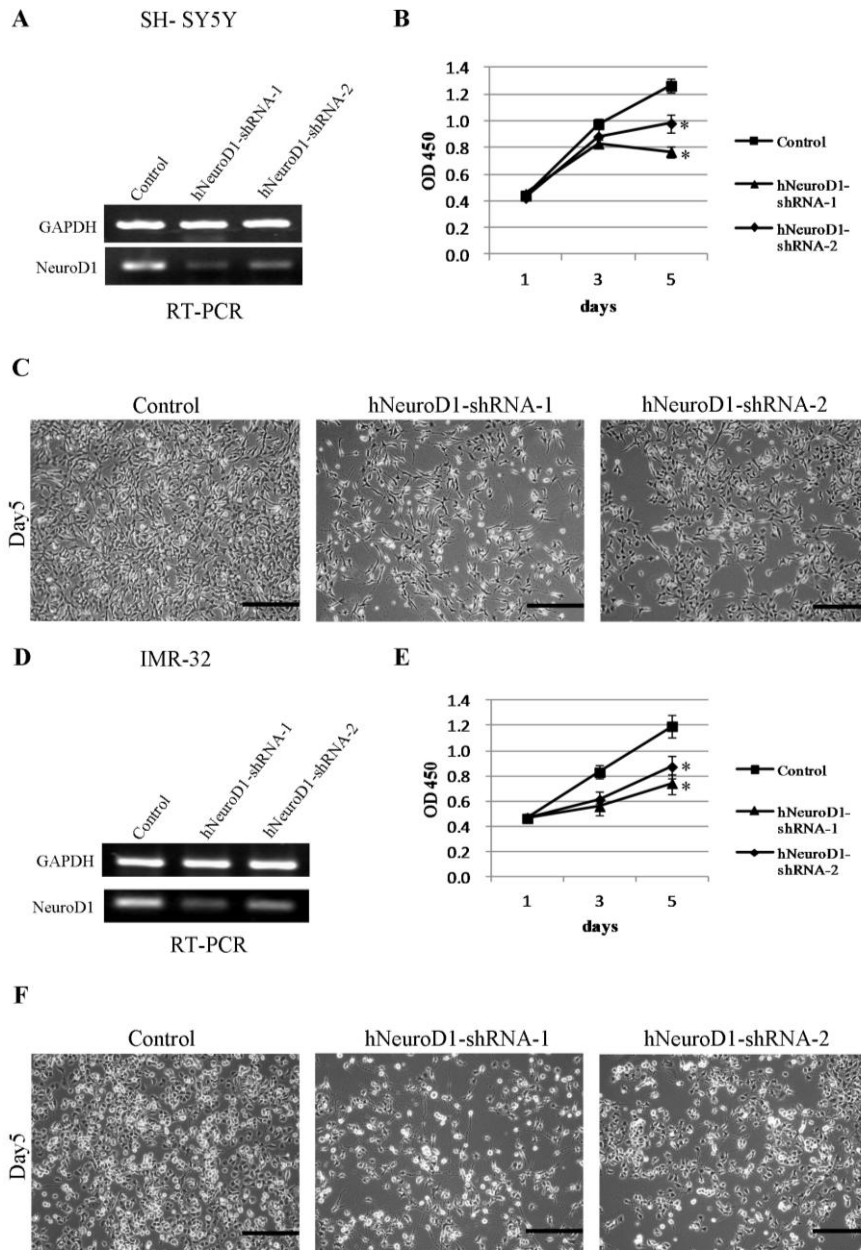 A
SH- SY5Y
Control
hNeuroD1-shRNA-1
hNeuroD1-shRNA-2
GAPDH
NeuroD1
RT-PCR
B
1.4
1.2
1.0
0.8
0.6
0.4
0.2
0.0
OD 450
*
*
1 3 5
days
Control
hNeuroD1-
shRNA-1
hNeuroD1-
shRNA-2
C
Control
hNeuroD1-shRNA-1
hNeuroD1-shRNA-2
Day5
D
IMR-32
Control
hNeuroD1-shRNA-1
hNeuroD1-shRNA-2
GAPDH
NeuroD1
RT-PCR
E
1.4
1.2
1.0
0.8
0.6
0.4
0.2
0.0
OD 450
*
*
1 3 5
days
Control
hNeuroD1-
shRNA-1
hNeuroD1-
shRNA-2
F
Control
hNeuroD1-shRNA-1
hNeuroD1-shRNA-2
Day5